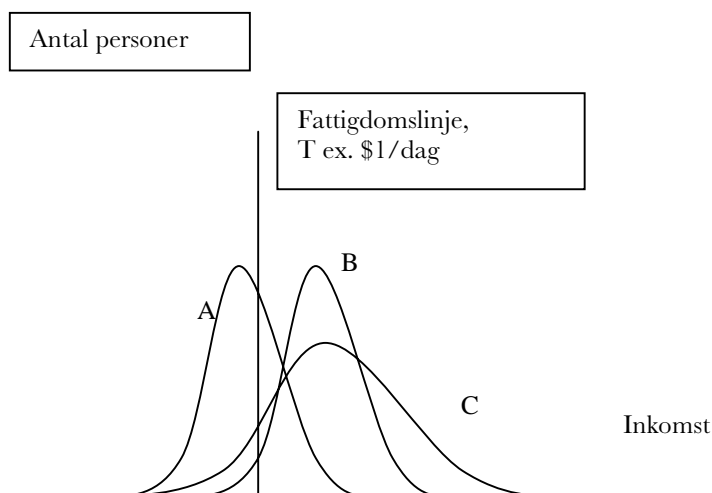 Antal personer
Fattigdomslinje,
T ex. $1/dag
B
A
C
Inkomst